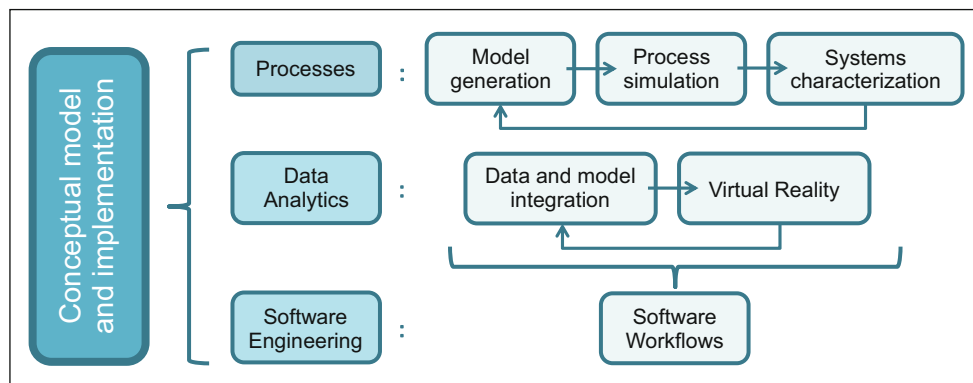 Conceptual model
and implementation
Processes
:
Model
generation
Process
simulation
Systems
characterization
Data
Analytics
:
Data and model
integration
Virtual Reality
Software
Engineering
:
Software
Workflows